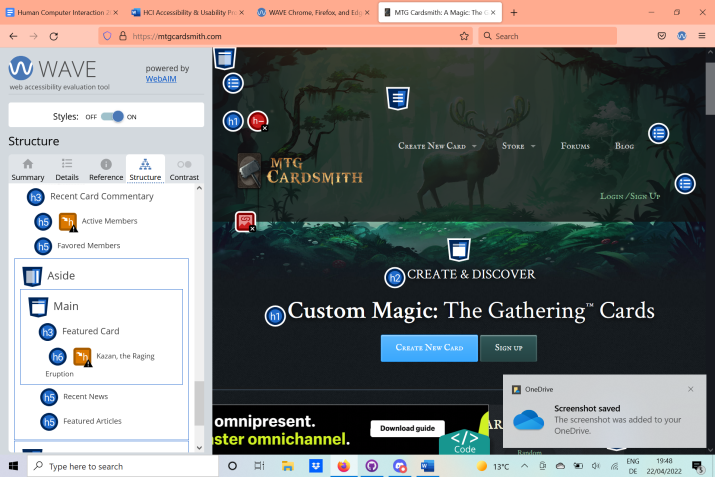 Human Computer Interaction 2
HCI Accessibility & Usability Pro
WAVE Chrome, Firefox, and Edg
MTG Cardsmith: A Magic: The G
https://mtgcardsmith.com
Search
WAVE
web accessibility evaluation tool
powered by
WebAIM
Styles: OFF ON
Structure
Summary Details Reference Structure Contrast
h3 Recent Card Commentary
h5 h Active Members
h5 Favored Members
Aside
Main
h3 Featured Card
h6 h Kazan, the Raging
Eruption
h5 Recent News
h5 Featured Articles
h1 h-
MTG
CARDSMITH
Create New Card
Store
Forums
Blog
Login/Sign Up
h2 CREATE & DISCOVER
h1 Custom Magic: The Gathering™ Cards
Create New Card
Sign up
omnipresent.
ster omnichannel.
Download guide
</>
Code
AR
Random
OneDrive
Screenshot saved
The screenshot was added to your
OneDrive.
Type here to search
13°C
ENG
DE
19:48
22/04/2022
5